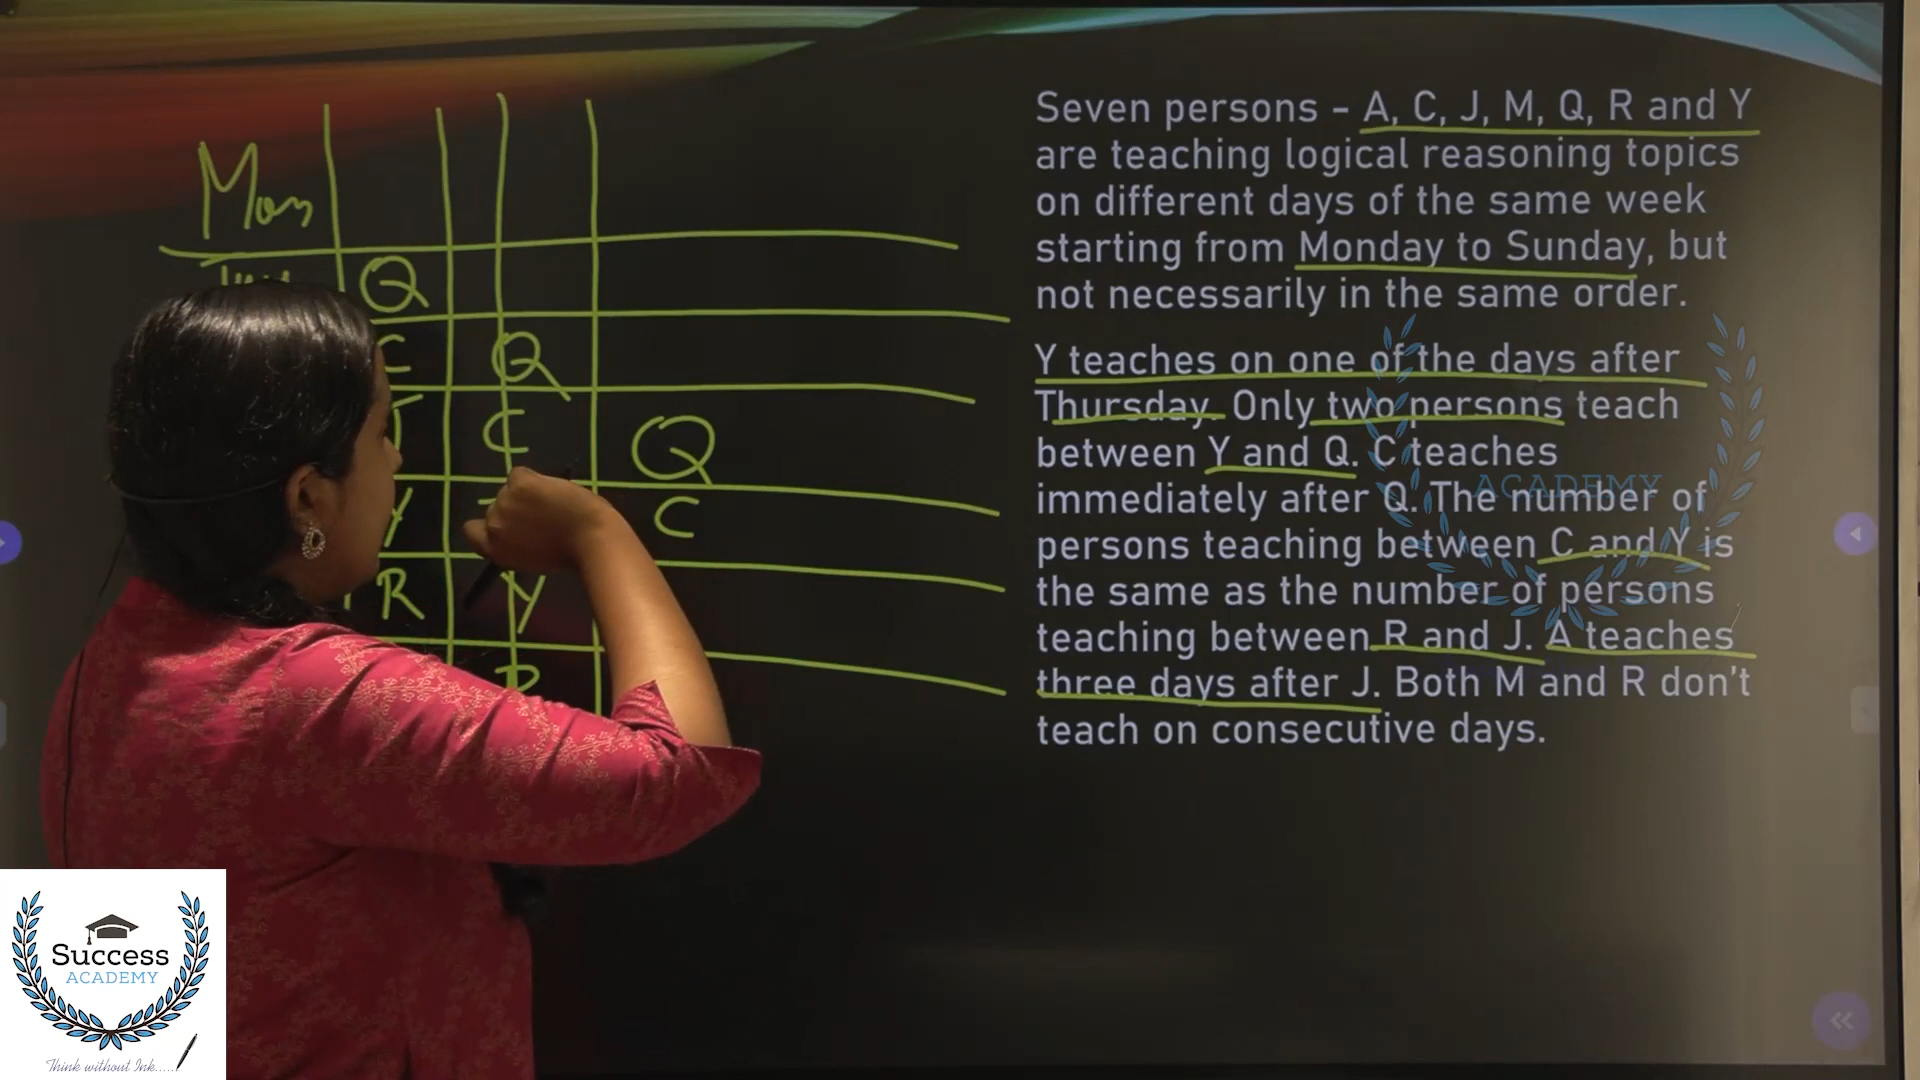 Seven persons - A, C, J, M, Q, R and Y
are teaching logical reasoning topics
on different days of the same week
starting from Monday to Sunday, but
not necessarily in the same order.
Y teaches on one of the days after
Thursday. Only two persons teach
between Y and Q. C teaches
immediately after Q. The number of
persons teaching between C and Y is
the same as the number of persons
teaching between R and J. A teaches
three days after J. Both M and R don't
teach on consecutive days.
ACADEMY
Mon
Q
C Q
C Q
Y C
R Y
Success
ACADEMY
Think without Ink.....